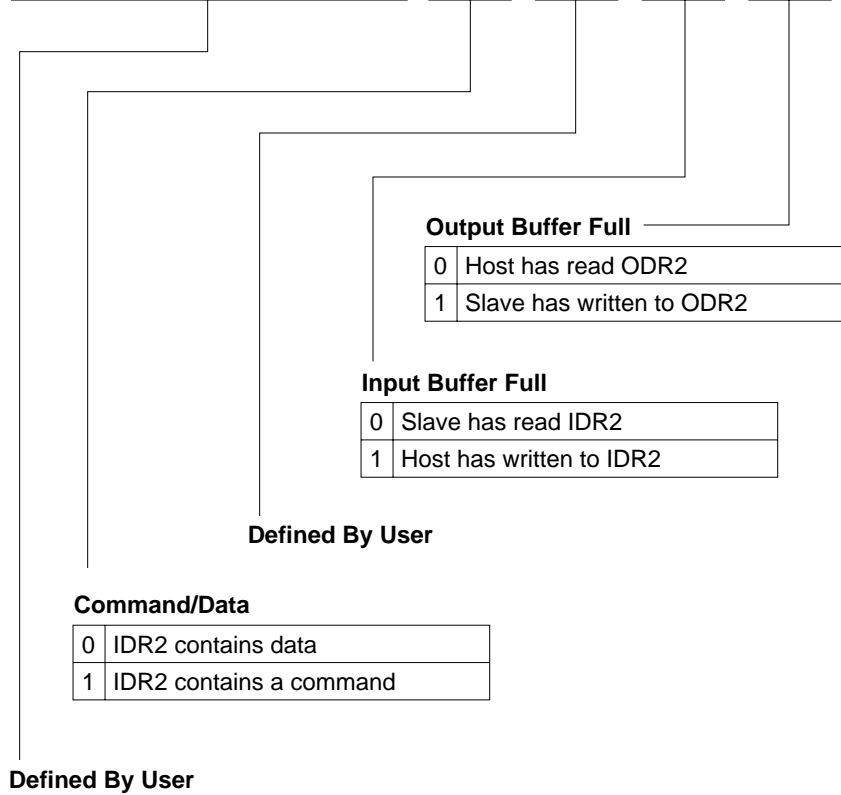 Output Buffer Full
0 Host has read ODR2
1 Slave has written to ODR2
Input Buffer Full
0 Slave has read IDR2
1 Host has written to IDR2
Defined By User
Command/Data
0 IDR2 contains data
1 IDR2 contains a command
Defined By User